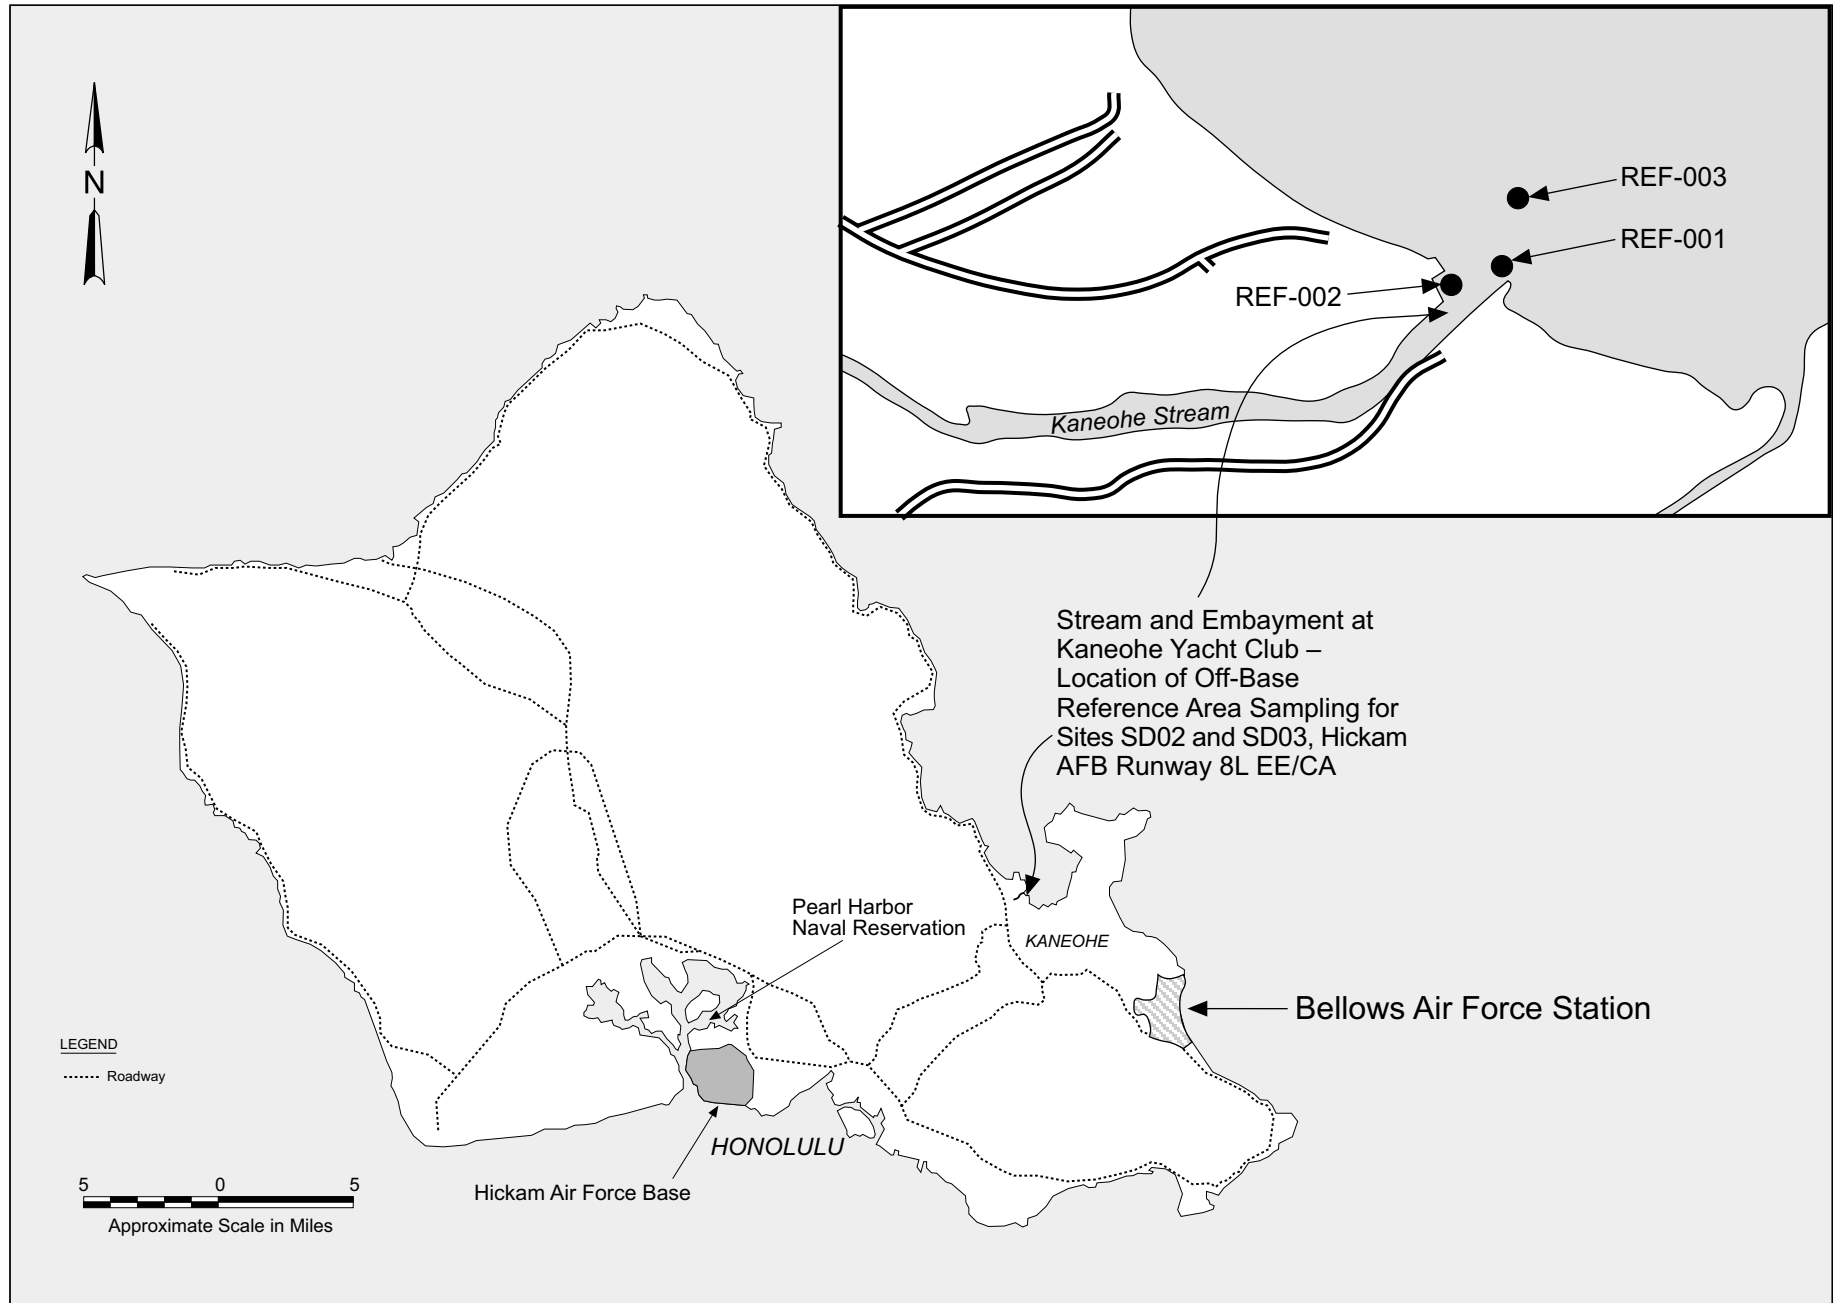 N
REF-003
REF-001
REF-002
Kaneohe Stream
Stream and Embayment at
Kaneohe Yacht Club –
Location of Off-Base
Reference Area Sampling for
Sites SD02 and SD03, Hickam
AFB Runway 8L EE/CA
Pearl Harbor
Naval Reservation
KANEOHE
Bellows Air Force Station
LEGEND
Roadway
HONOLULU
Hickam Air Force Base
5 0 5
Approximate Scale in Miles